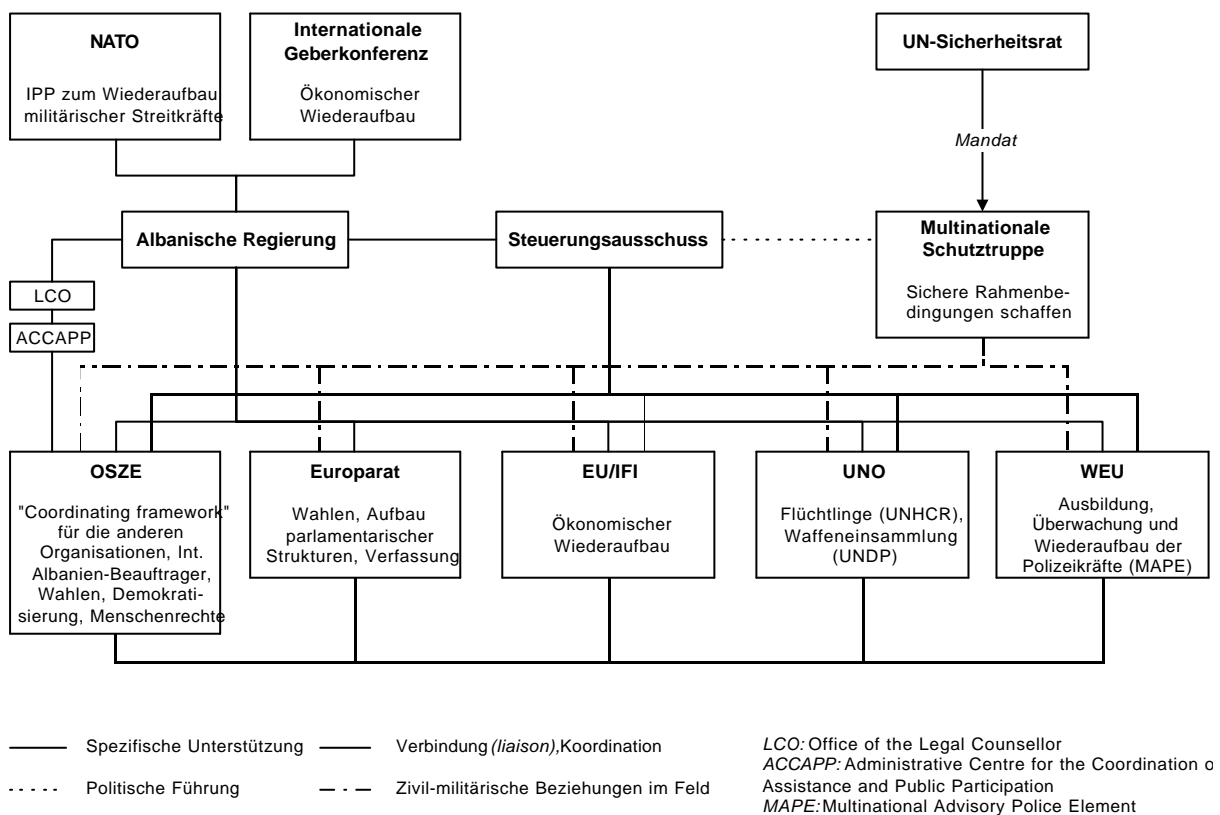 NATO
IPP zum Wiederaufbau
militärischer Streitkräfte
Internationale
Geberkonferenz
Ökonomischer
Wiederaufbau
UN-Sicherheitsrat
Mandat
Albanische Regierung
Steuerungsausschuss
Multinationale
Schutztruppe
Sichere Rahmenbe-
dingungen schaffen
LCO
ACCAPP
OSZE
"Coordinating framework"
für die anderen
Organisationen, Int.
Albanien-Beauftrager,
Wahlen, Demokrati-
sierung, Menschenrechte
Europarat
Wahlen, Aufbau
parlamentarischer
Strukturen, Verfassung
EU/IFI
Ökonomischer
Wiederaufbau
UNO
Flüchtlinge (UNHCR),
Waffeneinsammlung
(UNDP)
WEU
Ausbildung,
Überwachung und
Wiederaufbau der
Polizeikräfte (MAPE)
Spezifische Unterstützung
Verbindung (liaison), Koordination
Politische Führung
Zivil-militärische Beziehungen im Feld
LCO: Office of the Legal Counsellor
ACCAPP: Administrative Centre for the Coordination o
Assistance and Public Participation
MAPE: Multinational Advisory Police Element